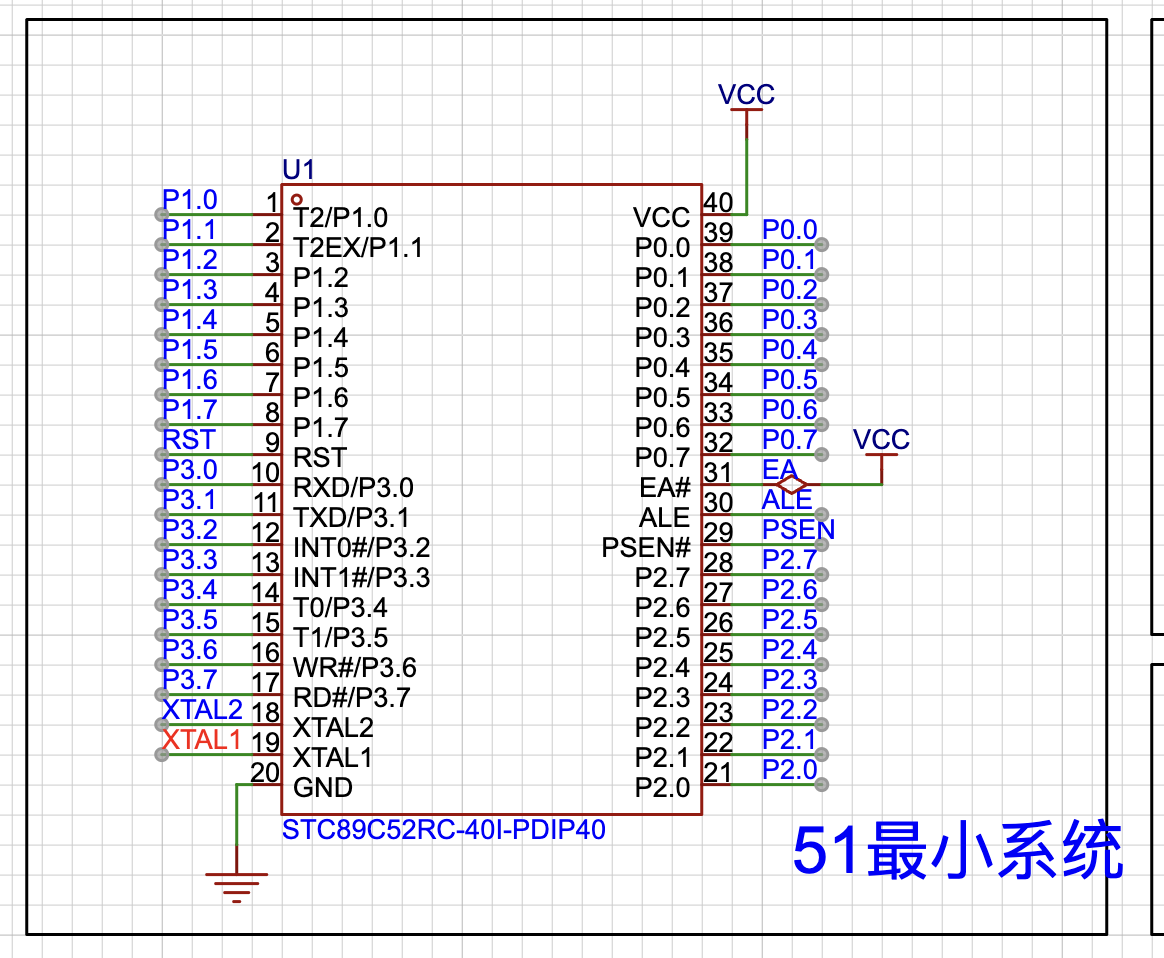 VCC
U1
P1.0 1 T2/P1.0 VCC 40
P1.1 2 T2EX/P1.1 P0.0 39 P0.0
P1.2 3 P1.2 P0.1 38 P0.1
P1.3 4 P1.3 P0.2 37 P0.2
P1.4 5 P1.4 P0.3 36 P0.3
P1.5 6 P1.5 P0.4 35 P0.4
P1.6 7 P1.6 P0.5 34 P0.5
P1.7 8 P1.7 P0.6 33 P0.6
RST 9 RST P0.7 32 P0.7 VCC
P3.0 10 RXD/P3.0 EA# 31 EA
P3.1 11 TXD/P3.1 ALE 30 ALE
P3.2 12 INT0#/P3.2 PSEN# 29 PSEN
P3.3 13 INT1#/P3.3 P2.7 28 P2.7
P3.4 14 T0/P3.4 P2.6 27 P2.6
P3.5 15 T1/P3.5 P2.5 26 P2.5
P3.6 16 WR#/P3.6 P2.4 25 P2.4
P3.7 17 RD#/P3.7 P2.3 24 P2.3
XTAL2 18 XTAL2 P2.2 23 P2.2
XTAL1 19 XTAL1 P2.1 22 P2.1
20 GND P2.0 21 P2.0
STC89C52RC-40I-PDIP40
51最小系统